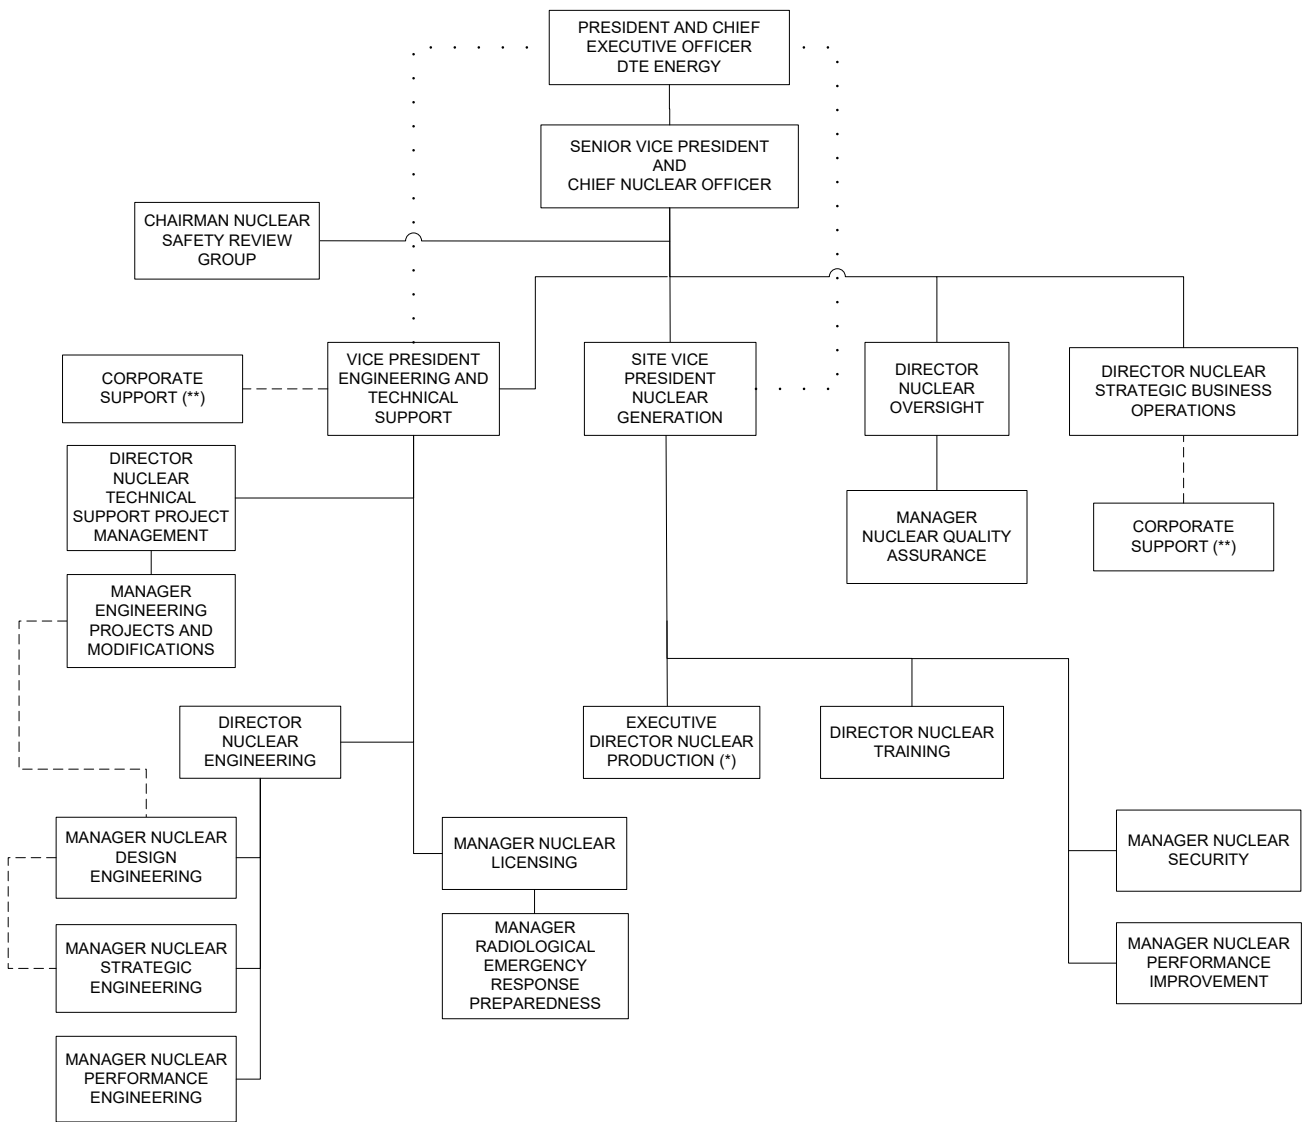 PRESIDENT AND CHIEF
EXECUTIVE OFFICER
DTE ENERGY
SENIOR VICE PRESIDENT
AND
CHIEF NUCLEAR OFFICER
CHAIRMAN NUCLEAR
SAFETY REVIEW
GROUP
CORPORATE
SUPPORT (**)
VICE PRESIDENT
ENGINEERING AND
TECHNICAL
SUPPORT
SITE VICE
PRESIDENT
NUCLEAR
GENERATION
DIRECTOR
NUCLEAR
OVERSIGHT
DIRECTOR NUCLEAR
STRATEGIC BUSINESS
OPERATIONS
DIRECTOR
NUCLEAR
TECHNICAL
SUPPORT PROJECT
MANAGEMENT
MANAGER
NUCLEAR QUALITY
ASSURANCE
CORPORATE
SUPPORT (**)
MANAGER
ENGINEERING
PROJECTS AND
MODIFICATIONS
DIRECTOR
NUCLEAR
ENGINEERING
EXECUTIVE
DIRECTOR NUCLEAR
PRODUCTION (*)
DIRECTOR NUCLEAR
TRAINING
MANAGER NUCLEAR
DESIGN
ENGINEERING
MANAGER NUCLEAR
LICENSING
MANAGER NUCLEAR
SECURITY
MANAGER NUCLEAR
STRATEGIC
ENGINEERING
MANAGER
RADIOLOGICAL
EMERGENCY
RESPONSE
PREPAREDNESS
MANAGER NUCLEAR
PERFORMANCE
IMPROVEMENT
MANAGER NUCLEAR
PERFORMANCE
ENGINEERING